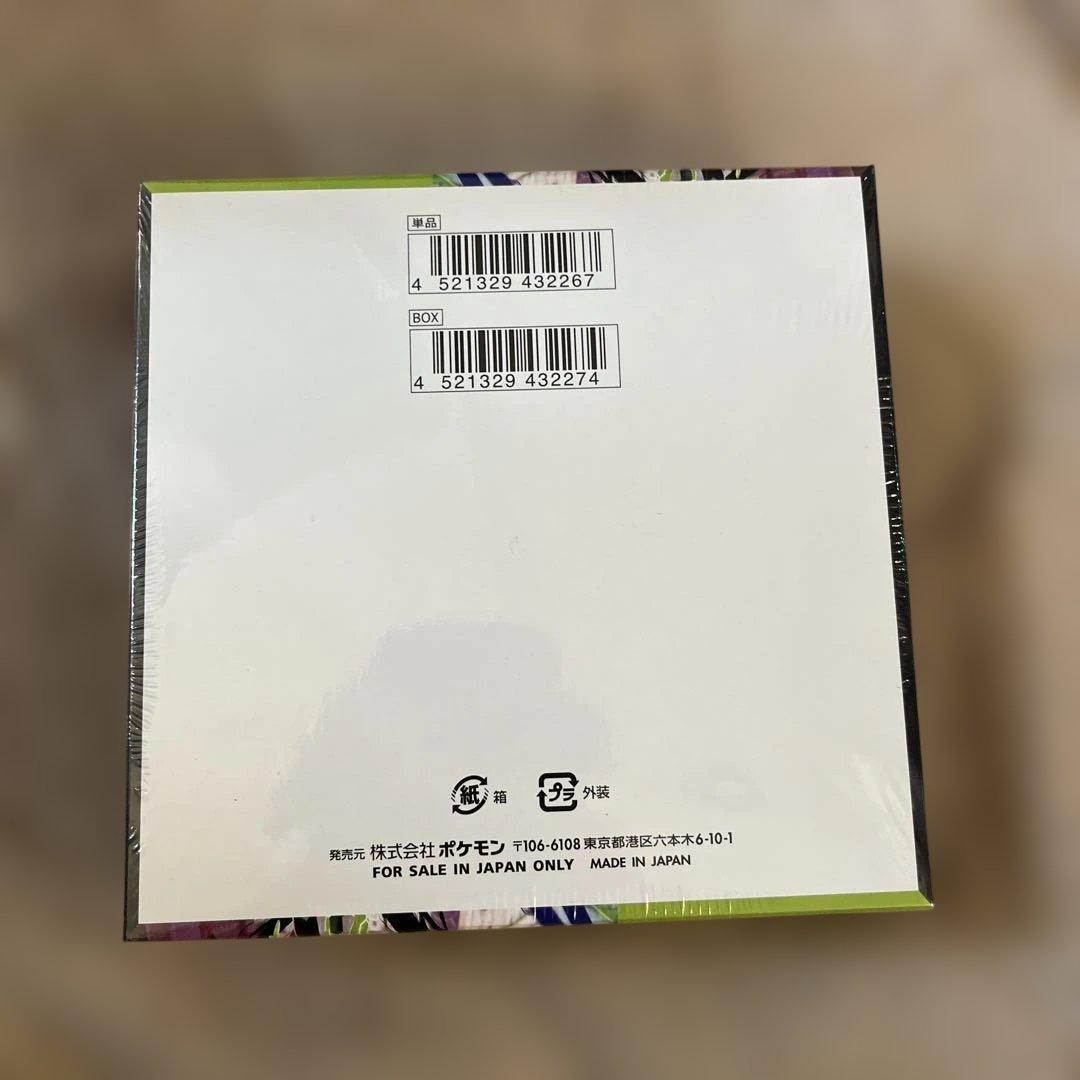 単品
4 521329 432267
BOX
4 521329 432274
紙 箱
プラ 外装
発売元 株式会社ポケモン 〒106-6108 東京都港区六本木6-10-1
FOR SALE IN JAPAN ONLY MADE IN JAPAN